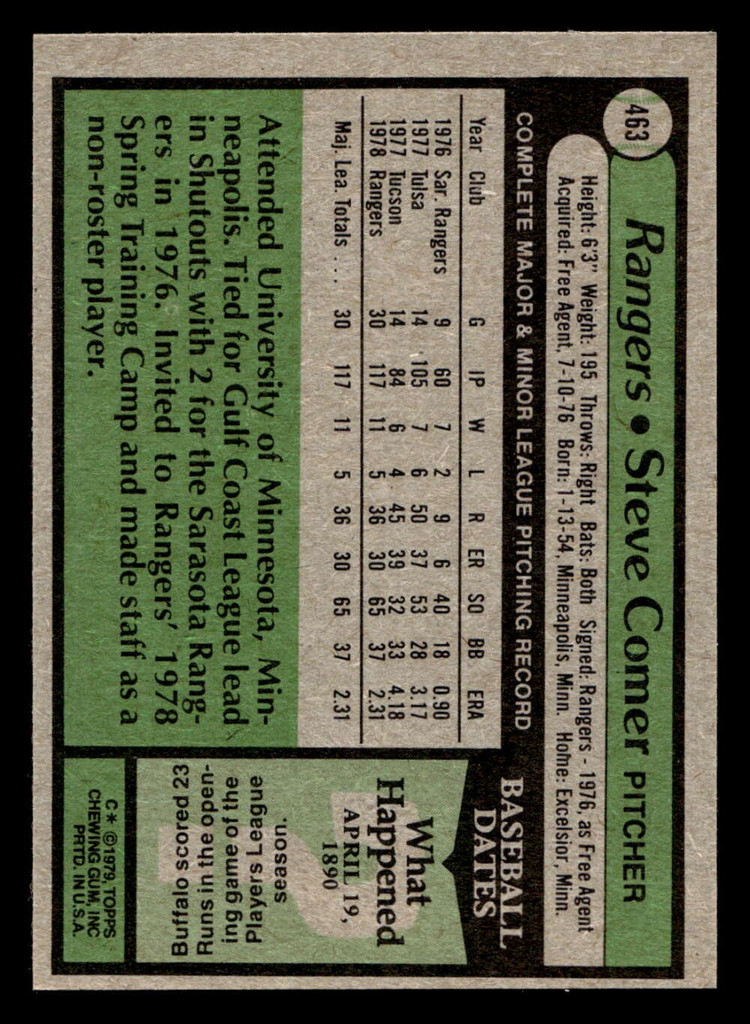 463
Rangers • Steve Comer PITCHER
Height: 6'3" Weight: 195 Throws: Right Bats: Both Signed: Rangers - 1976, as Free Agent
Acquired: Free Agent, 7-10-76 Born: 1-13-54, Minneapolis, Minn. Home: Excelsior, Minn.
COMPLETE MAJOR & MINOR LEAGUE PITCHING RECORD
Year Club G IP W L R ER SO BB ERA
1976 Sar. Rangers 9 60 7 2 9 6 40 18 0.90
1977 Tulsa 14 105 7 6 50 37 53 28 3.17
1977 Tucson 14 84 6 4 45 39 32 33 4.18
1978 Rangers 30 117 11 5 36 30 65 37 2.31
Maj. Lea. Totals . . . . 30 117 11 5 36 30 65 37 2.31
Attended University of Minnesota, Min-
neapolis. Tied for Gulf Coast League lead
in Shutouts with 2 for the Sarasota Rang-
ers in 1976. Invited to Rangers' 1978
Spring Training Camp and made staff as a
non-roster player.
BASEBALL
DATES
What
Happened
APRIL 19,
1890
Buffalo scored 23
Runs in the open-
ing game of the
Players League
season.
C* ©1979, TOPPS
CHEWING GUM, INC
PRTD. IN U.S.A.